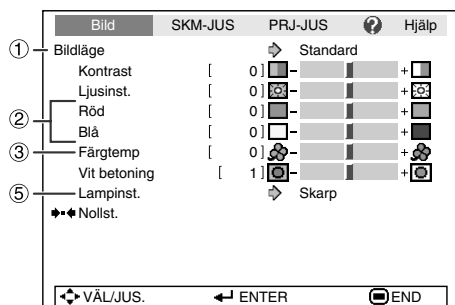 Bild SKM-JUS PRJ-JUS ? Hjälp
① Bildläge Standard
Kontrast [ 0 ] - +
Ljusinst. [ 0 ] - +
② Röd [ 0 ] - +
Blå [ 0 ] - +
③ Färgtemp [ 0 ] - +
Vit betoning [ 1 ] - +
⑤ Lampinst. Skarp
Nollst.
VÄL/JUS. ENTER END